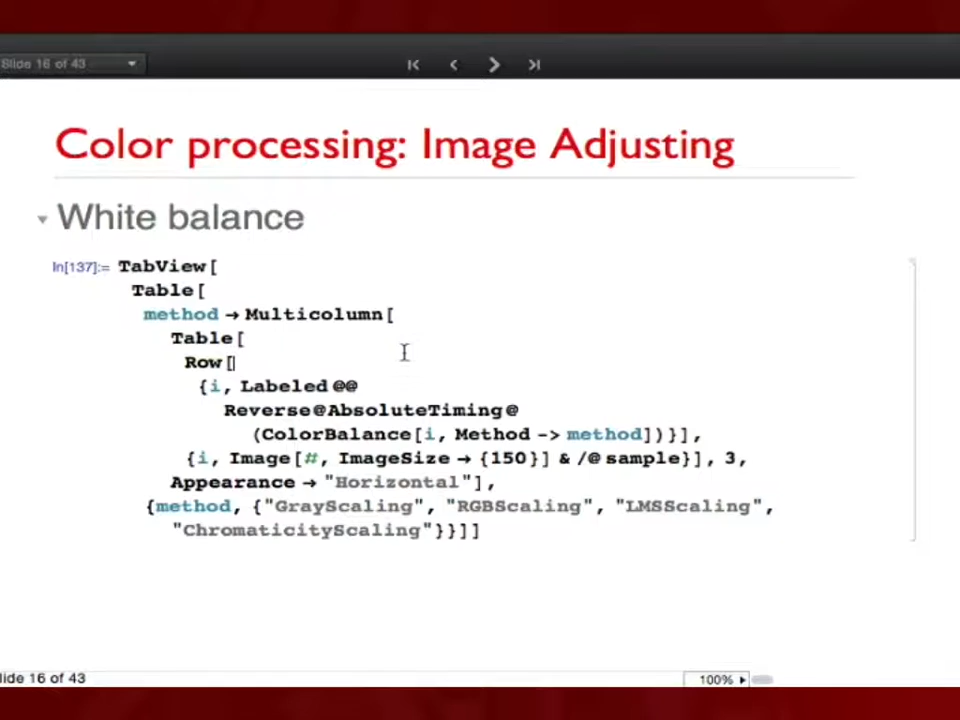 Slide 16 of 43
Color processing: Image Adjusting
White balance
In[137]:= TabView[
Table[
method → Multicolumn[
Table[
Row[
{i, Labeled @@
Reverse@AbsoluteTiming@
(ColorBalance[i, Method -> method])}],
{i, Image[#, ImageSize → {150}] & /@ sample}], 3,
Appearance → "Horizontal"],
{method, {"GrayScaling", "RGBScaling", "LMSScaling",
"ChromaticityScaling"}}]]
lide 16 of 43
100%